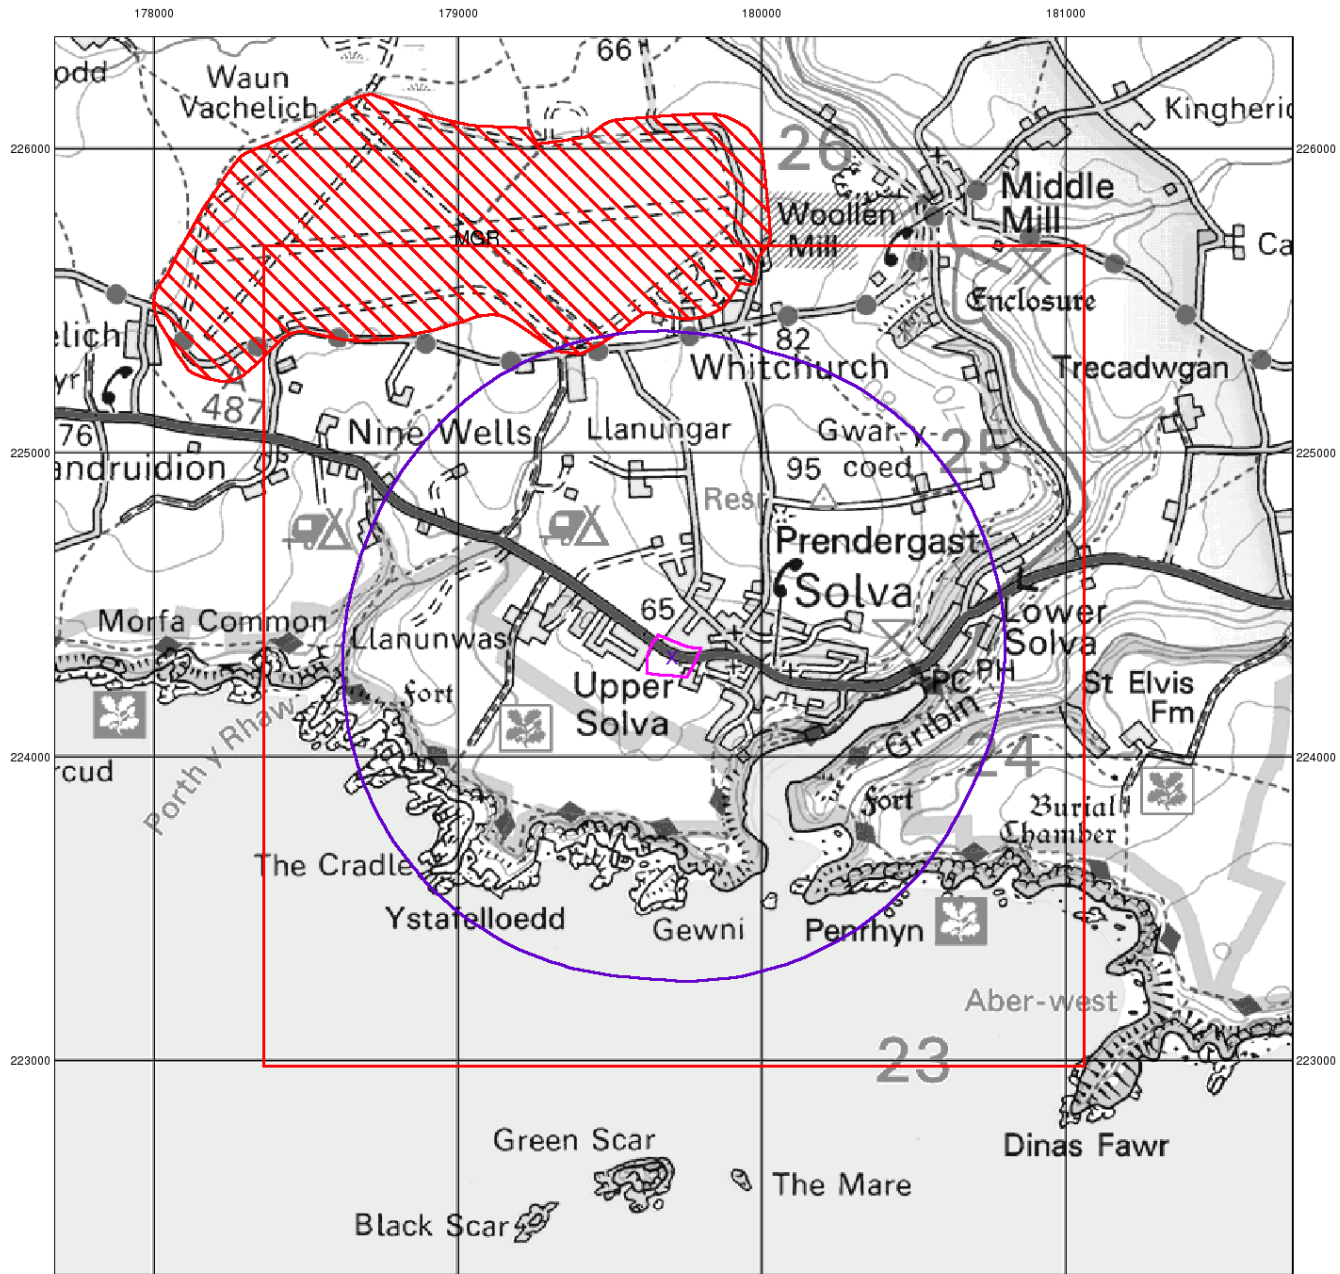 178000 179000 180000 181000
66
odd
Waun
Vachelich
Kingheric
226000
26
226000
Middle
Mill
Woollen
Mill
MGR
Ca
Enclosure
elich
82
Whitchurch
Trecadwgan
yr
487
76
Nine Wells
Llanungar
Gwar-y-
coed
25
225000
225000
andruidion
95
Resr
Prendergast
Solva
65
Morfa Common
Llanunwas
Lower
Solva
PC
PH
Upper
Solva
fort
St Elvis
Fm
Gribin
224000
24
224000
rcud
Porth y Rhaw
fort
Burial
Chamber
The Cradle
Ystafelloedd
Gewni
Penrhyn
Aber-west
223000
23
223000
Green Scar
Dinas Fawr
The Mare
Black Scar